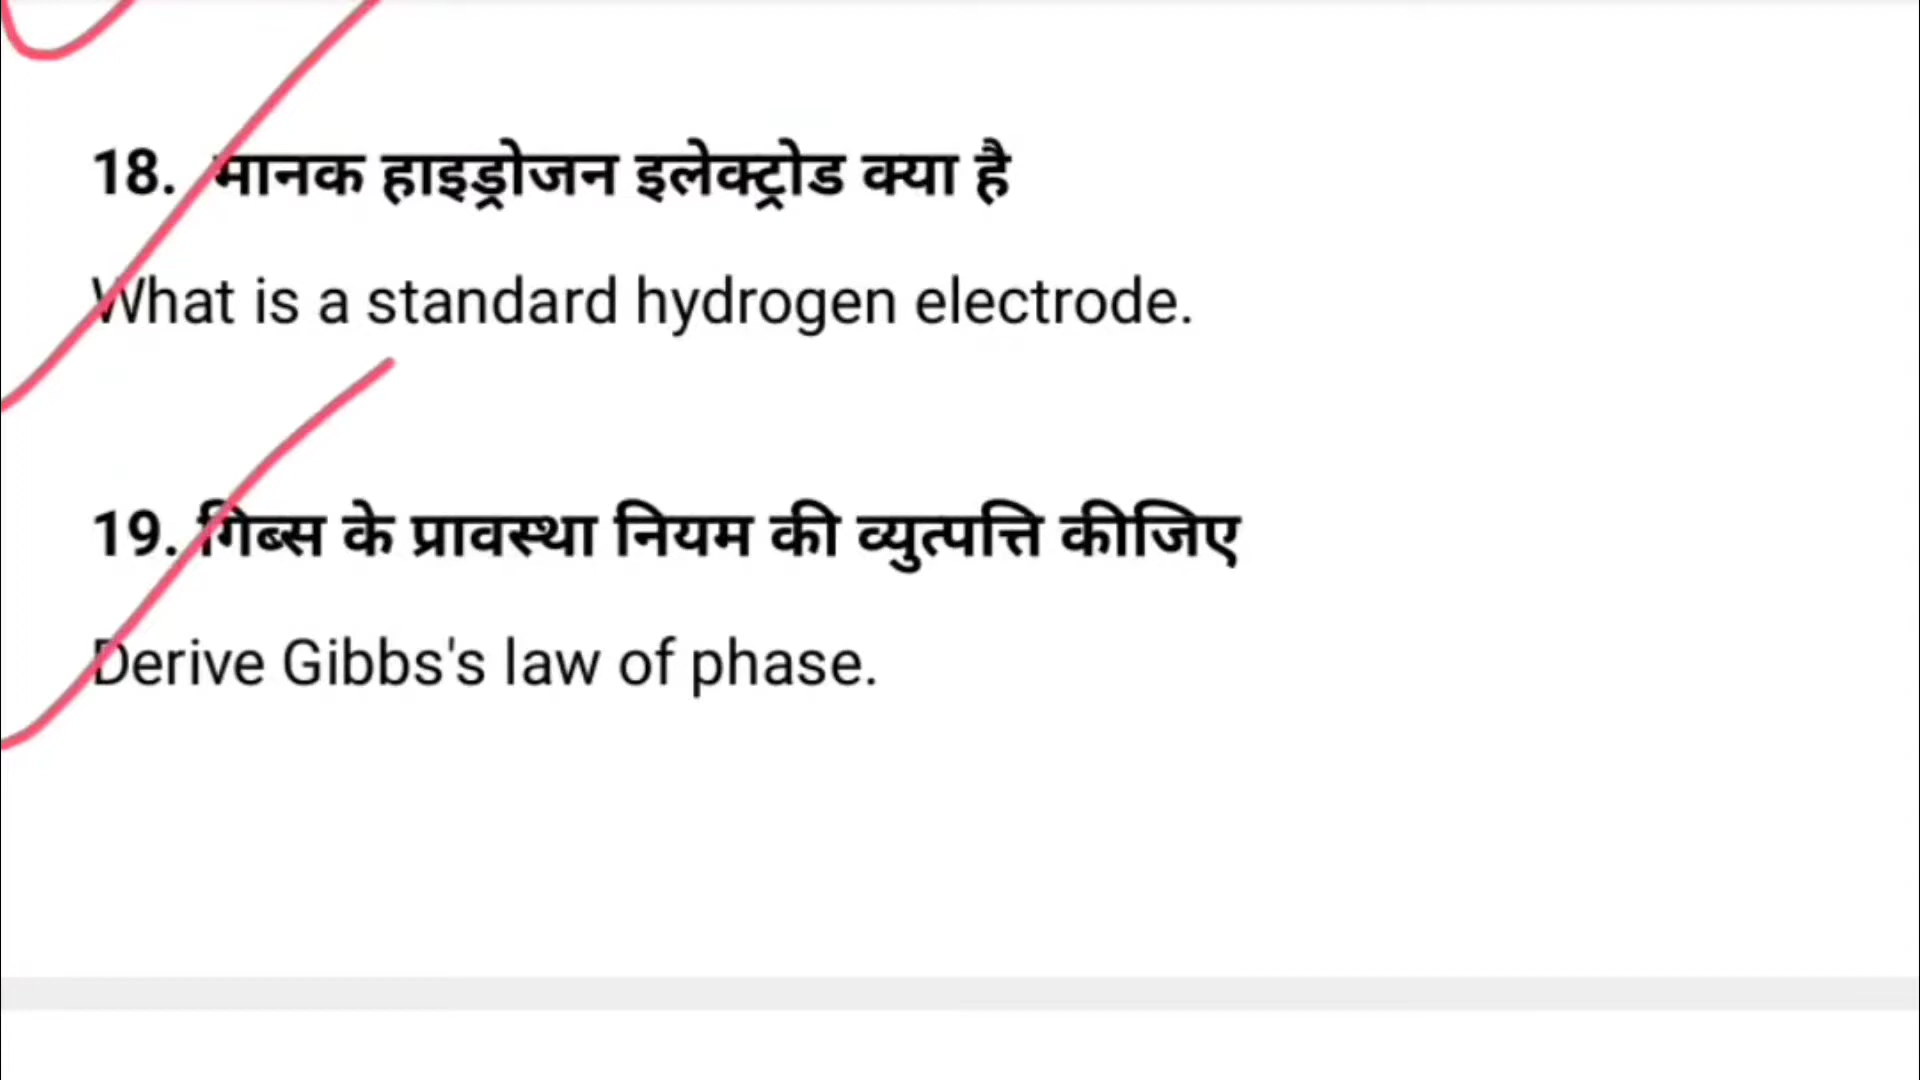 18. मानक हाइड्रोजन इलेक्ट्रोड क्या है
What is a standard hydrogen electrode.
19. गिब्स के प्रावस्था नियम की व्युत्पत्ति कीजिए
Derive Gibbs's law of phase.